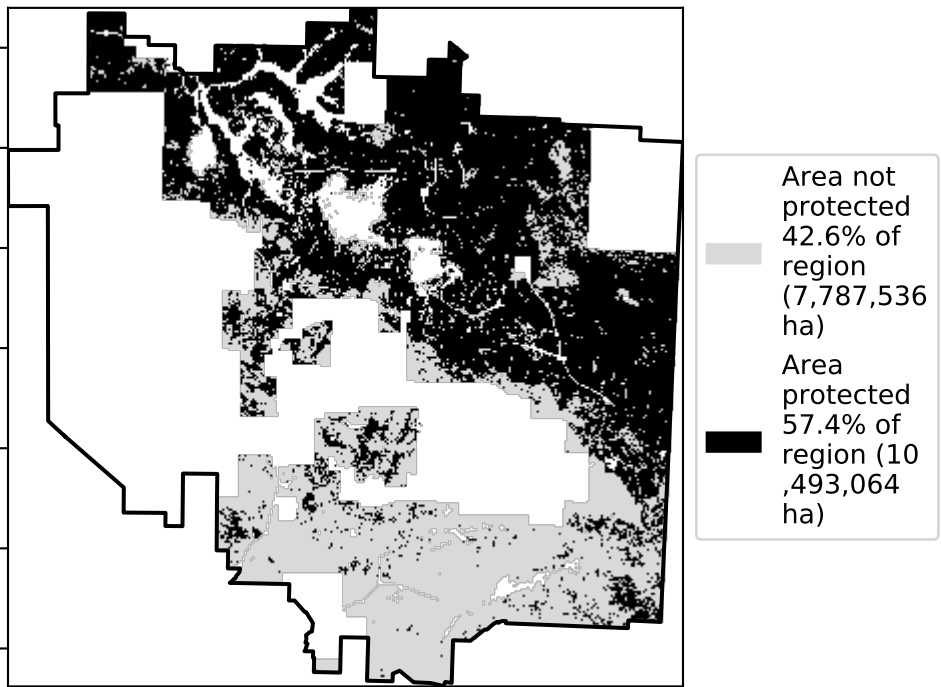 Area not
protected
42.6% of
region
(7,787,536
ha)
Area
protected
57.4% of
region (10
,493,064
ha)